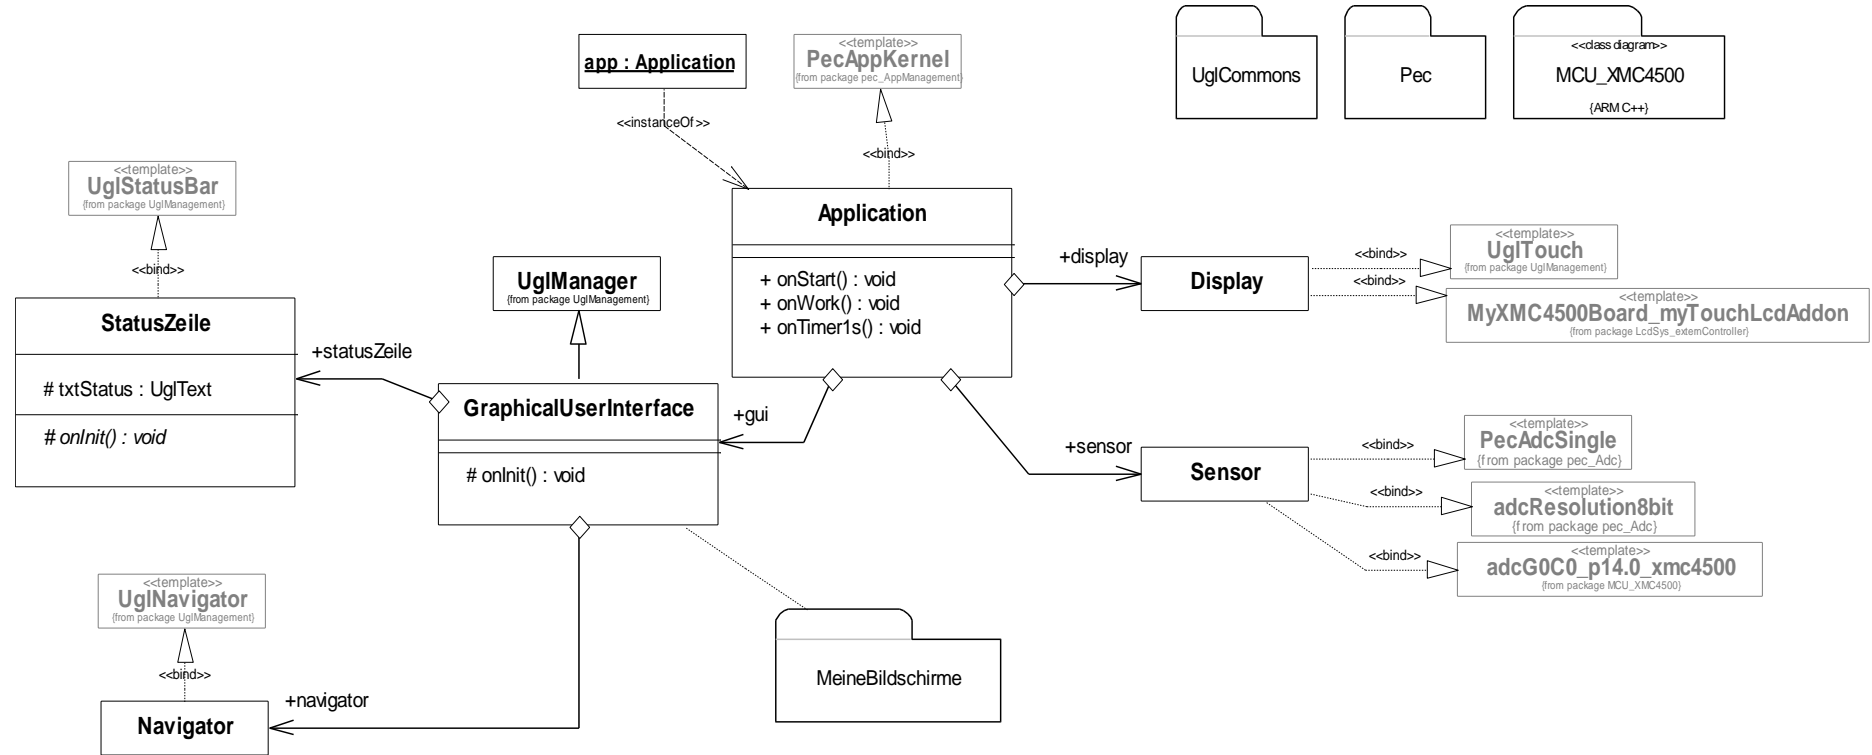 app : Application
<<instanceOf>>
<<template>>
PecAppKernel
{from package pec_AppManagement}
<<bind>>
UglCommons
Pec
<<class diagram>>
MCU_XMC4500
{ARM C++}
<<template>>
UglStatusBar
{from package UglManagement}
<<bind>>
StatusZeile
# txtStatus : UglText
# onInit() : void
+statusZeile
UglManager
{from package UglManagement}
GraphicalUserInterface
# onInit() : void
Application
+ onStart() : void
+ onWork() : void
+ onTimer1s() : void
+gui
+display
Display
<<bind>>
<<template>>
UglTouch
{from package UglManagement}
<<bind>>
<<template>>
MyXMC4500Board_myTouchLcdAddon
{from package LcdSys_externController}
+sensor
Sensor
<<bind>>
<<template>>
PecAdcSingle
{from package pec_Adc}
<<bind>>
<<template>>
adcResolution8bit
{from package pec_Adc}
<<bind>>
<<template>>
adcG0C0_p14.0_xmc4500
{from package MCU_XMC4500}
<<template>>
UglNavigator
{from package UglManagement}
<<bind>>
Navigator
+navigator
MeineBildschirme